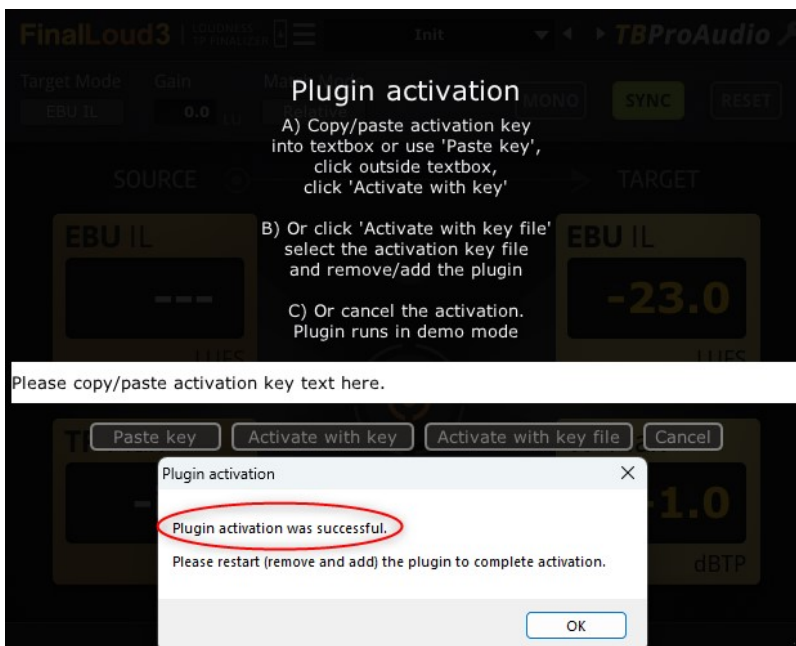 FinalLoud3 LOUDNESS
TP FINALIZER
Init
TBProAudio
Target Mode Gain
EBU IL 0.0 LU Relative
MONO SYNC RESET
Plugin activation
A) Copy/paste activation key
into textbox or use 'Paste key',
click outside textbox,
click 'Activate with key'
SOURCE TARGET
B) Or click 'Activate with key file'
select the activation key file
and remove/add the plugin
EBU IL EBU IL
--- -23.0
C) Or cancel the activation.
Plugin runs in demo mode
LUFS LUFS
Please copy/paste activation key text here.
Paste key Activate with key Activate with key file Cancel
Plugin activation
Plugin activation was successful.
Please restart (remove and add) the plugin to complete activation.
OK
1.0
dBTP